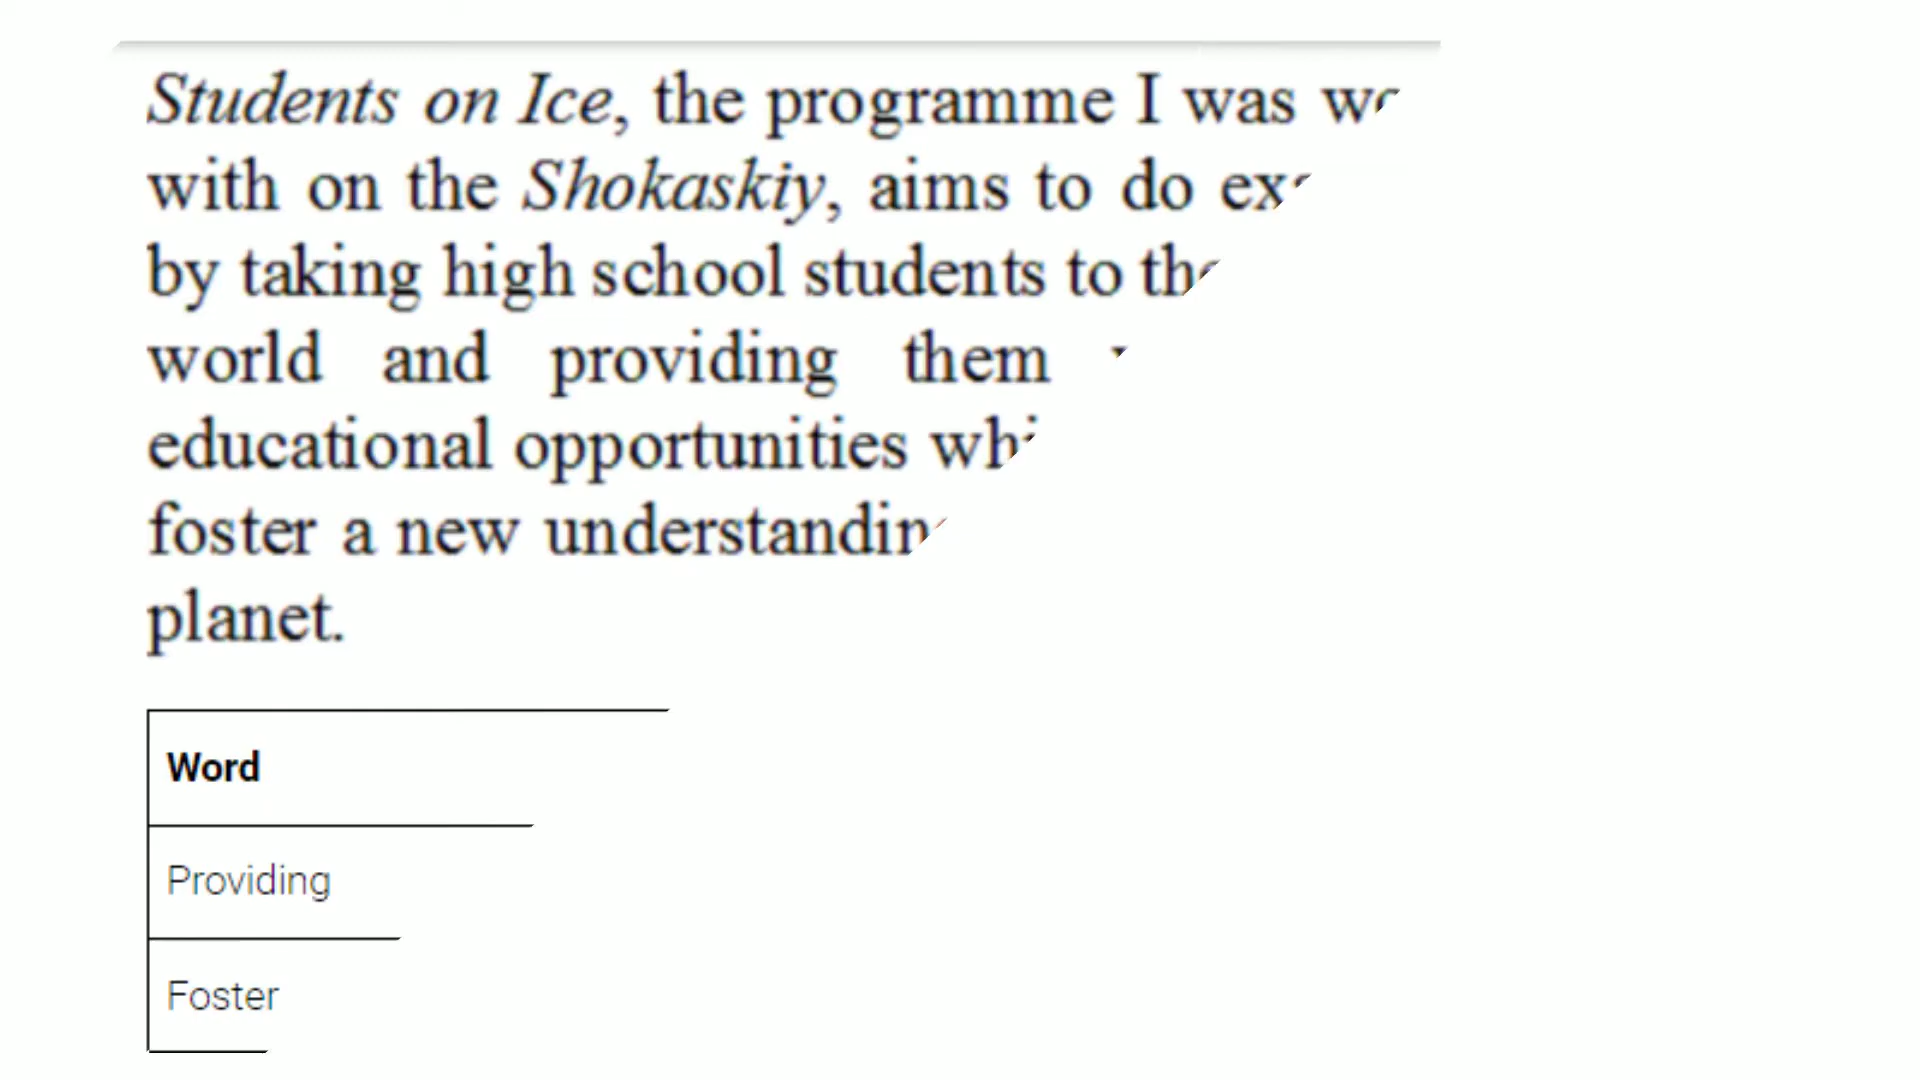 Students on Ice, the programme I was
with on the Shokaskiy, aims to do
by taking high school students to
world and providing them
educational opportunities
foster a new
planet.
Word
Providing
Foster